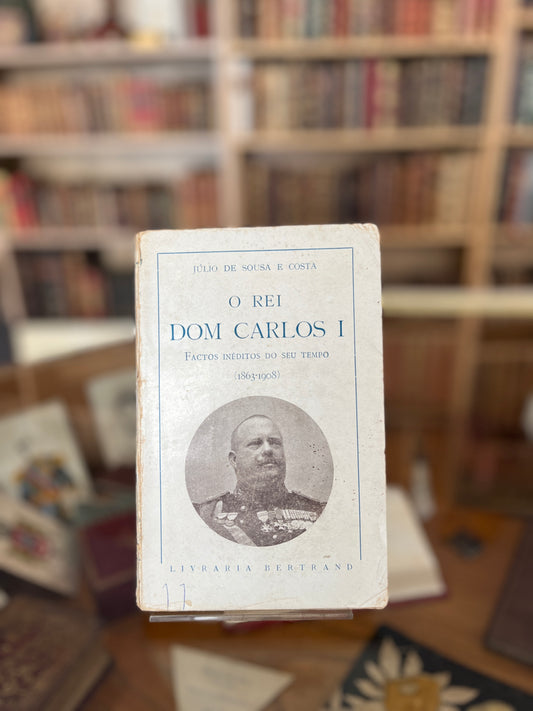 JÚLIO DE SOUSA E COSTA
O REI
DOM CARLOS I
FACTOS INÉDITOS DO SEU TEMPO
(1863-1908)
LIVRARIA BERTRAND